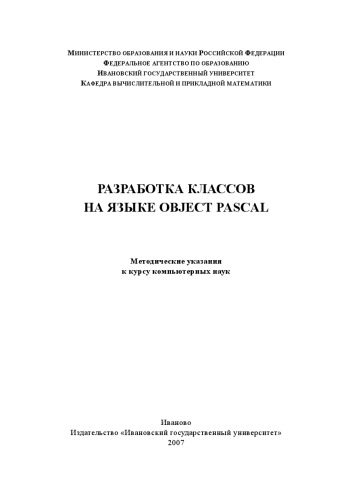 МИНИСТЕРСТВО ОБРАЗОВАНИЯ И НАУКИ РОССИЙСКОЙ ФЕДЕРАЦИИ
ФЕДЕРАЛЬНОЕ АГЕНТСТВО ПО ОБРАЗОВАНИЮ
ИВАНОВСКИЙ ГОСУДАРСТВЕННЫЙ УНИВЕРСИТЕТ
КАФЕДРА ВЫЧИСЛИТЕЛЬНОЙ И ПРИКЛАДНОЙ МАТЕМАТИКИ
РАЗРАБОТКА КЛАССОВ
НА ЯЗЫКЕ OBJECT PASCAL
Методические указания
к курсу компьютерных наук
Иваново
Издательство «Ивановский государственный университет»
2007